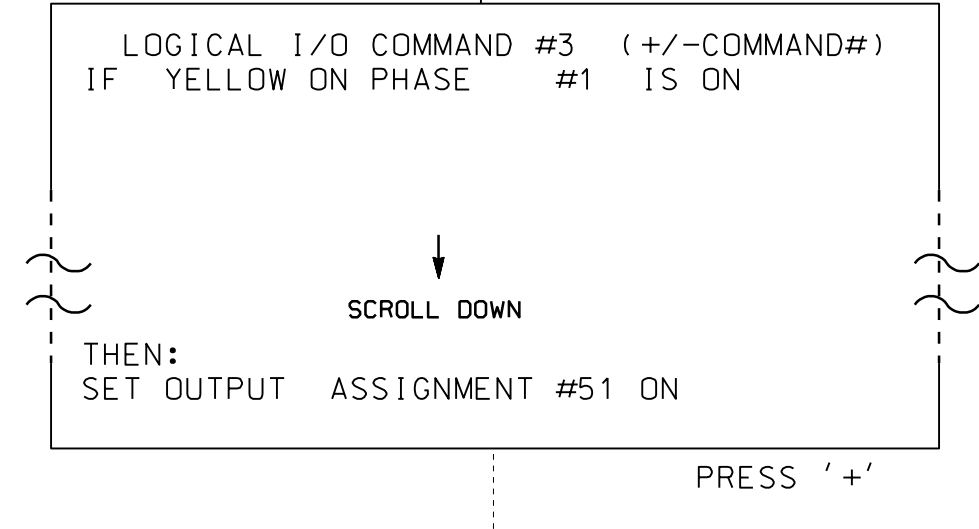 LOGICAL I/O COMMAND #3 (+/-COMMAND#)
IF YELLOW ON PHASE #1 IS ON
SCROLL DOWN
THEN:
SET OUTPUT ASSIGNMENT #51 ON
PRESS '+'